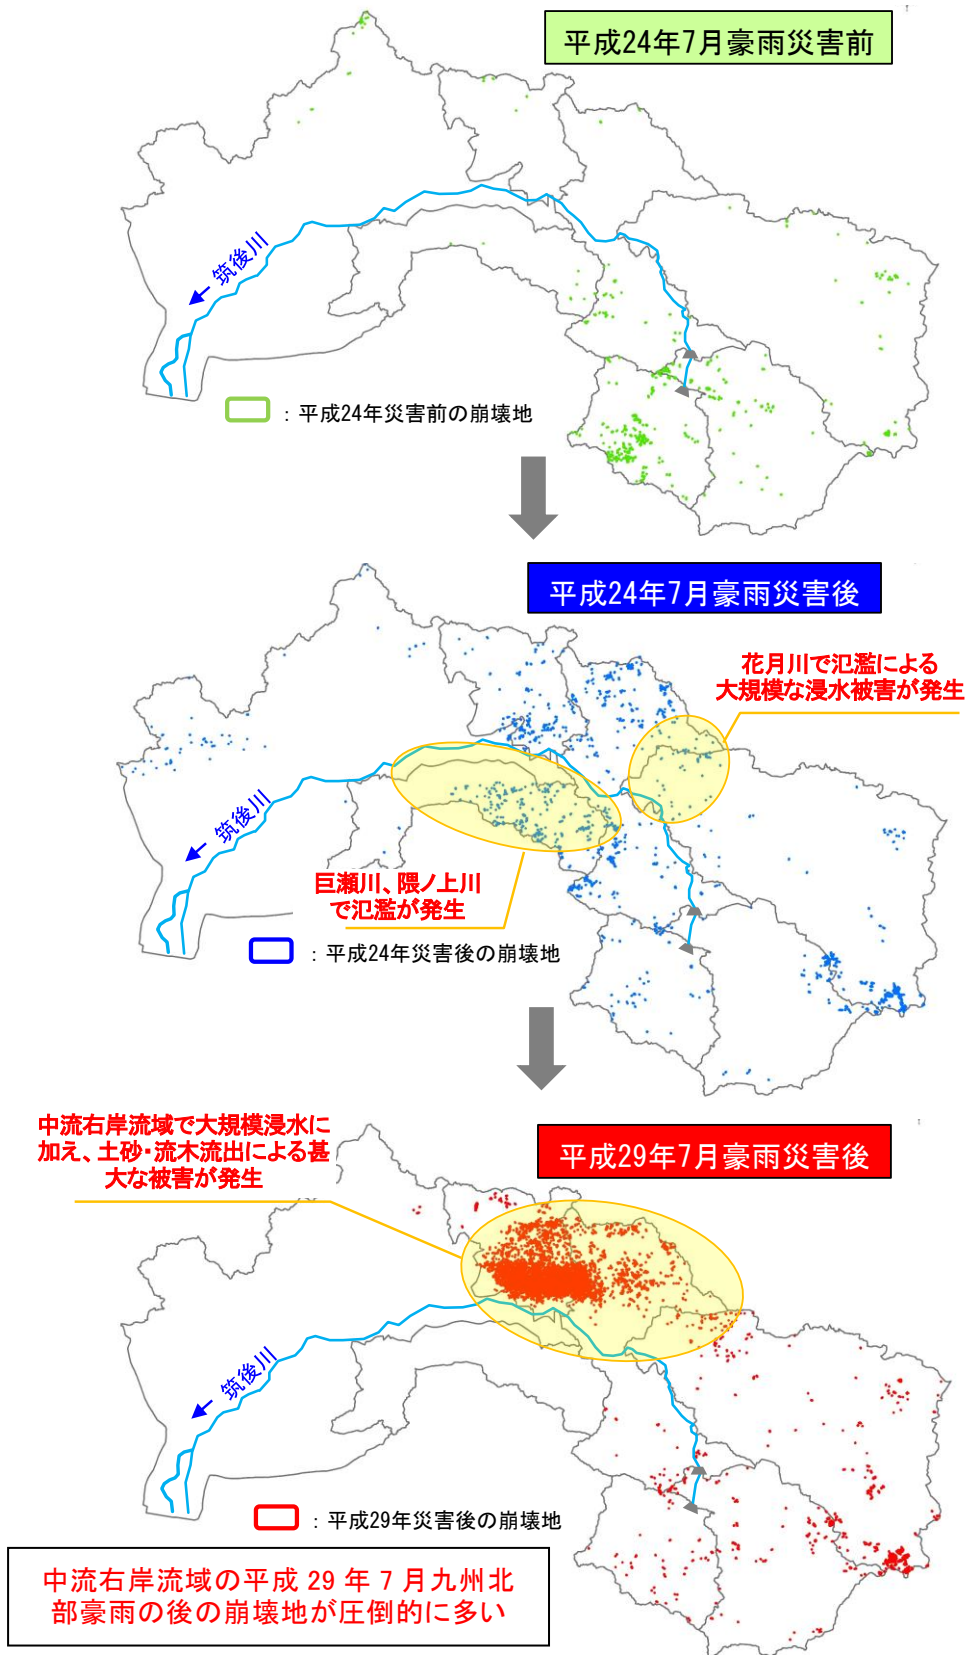 平成24年7月豪雨災害前
← 筑後川
：平成24年災害前の崩壊地
平成24年7月豪雨災害後
花月川で氾濫による
大規模な浸水被害が発生
← 筑後川
巨瀬川、隈ノ上川
で氾濫が発生
：平成24年災害後の崩壊地
中流右岸流域で大規模浸水に
加え、土砂・流木流出による甚
大な被害が発生
平成29年7月豪雨災害後
← 筑後川
：平成29年災害後の崩壊地
中流右岸流域の平成 29 年 7 月九州北
部豪雨の後の崩壊地が圧倒的に多い